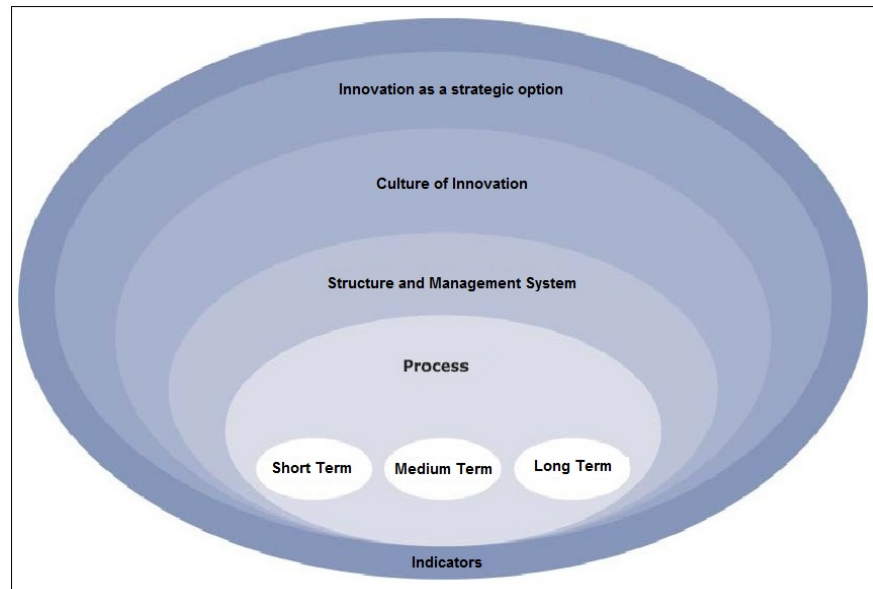 Innovation as a strategic option
Culture of Innovation
Structure and Management System
Process
Short Term
Medium Term
Long Term
Indicators